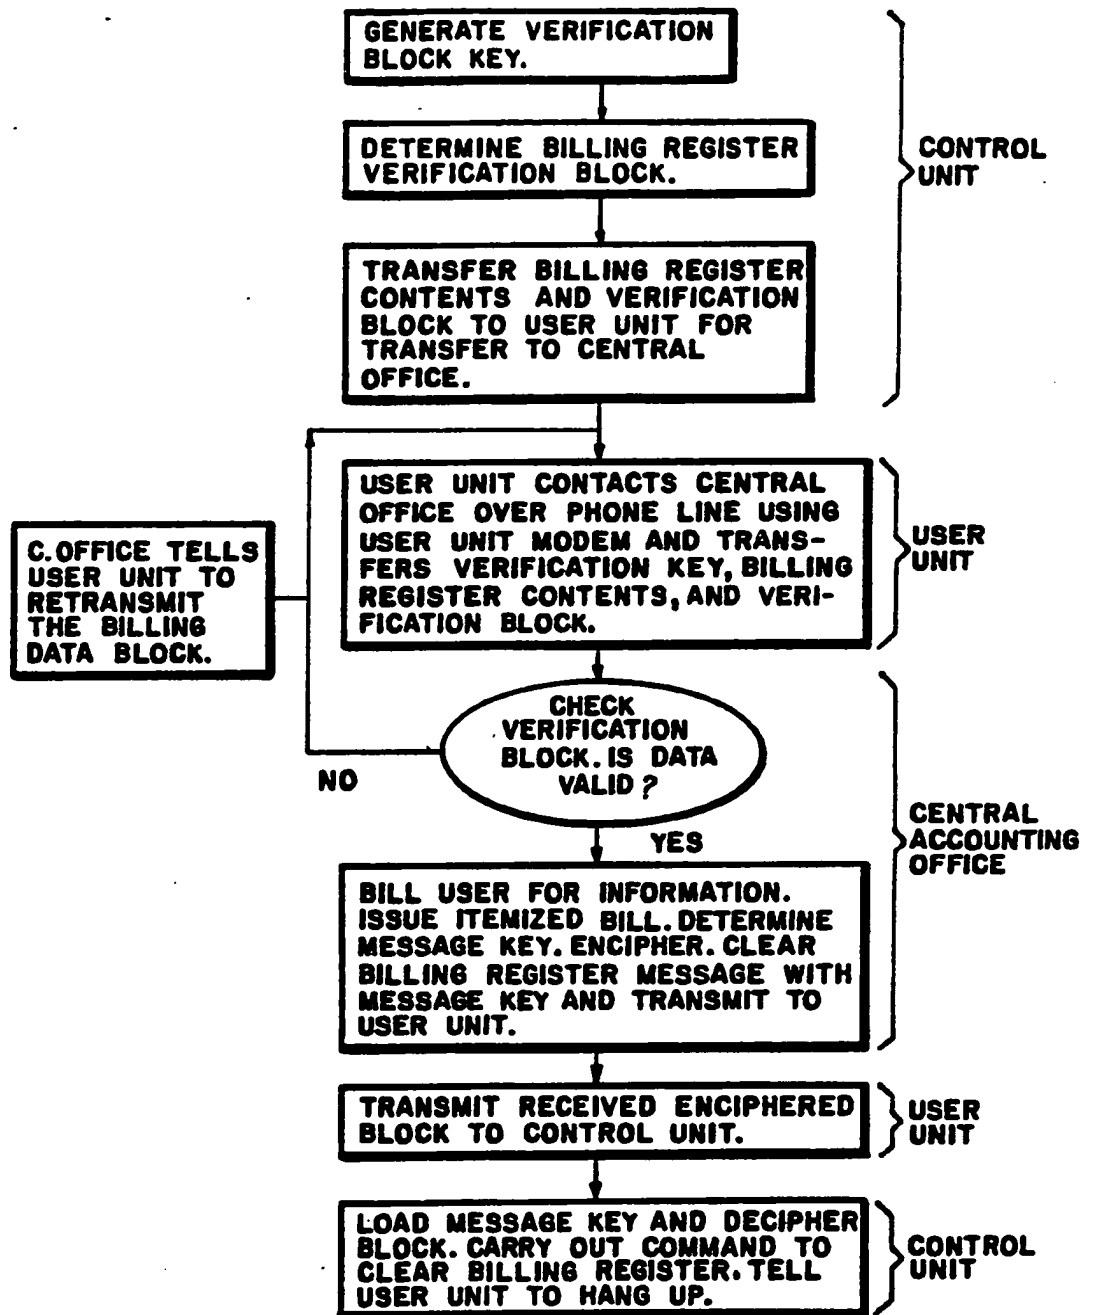 GENERATE VERIFICATION
BLOCK KEY.
DETERMINE BILLING REGISTER
VERIFICATION BLOCK.
CONTROL
UNIT
TRANSFER BILLING REGISTER
CONTENTS AND VERIFICATION
BLOCK TO USER UNIT FOR
TRANSFER TO CENTRAL
OFFICE.
USER UNIT CONTACTS CENTRAL
OFFICE OVER PHONE LINE USING
USER UNIT MODEM AND TRANS-
FERS VERIFICATION KEY, BILLING
REGISTER CONTENTS, AND VERI-
FICATION BLOCK.
USER
UNIT
C. OFFICE TELLS
USER UNIT TO
RETRANSMIT
THE BILLING
DATA BLOCK.
CHECK
VERIFICATION
BLOCK. IS DATA
VALID ?
NO
YES
CENTRAL
ACCOUNTING
OFFICE
BILL USER FOR INFORMATION.
ISSUE ITEMIZED BILL. DETERMINE
MESSAGE KEY. ENCIPHER. CLEAR
BILLING REGISTER MESSAGE WITH
MESSAGE KEY AND TRANSMIT TO
USER UNIT.
TRANSMIT RECEIVED ENCIPHERED
BLOCK TO CONTROL UNIT.
USER
UNIT
LOAD MESSAGE KEY AND DECIPHER
BLOCK. CARRY OUT COMMAND TO
CLEAR BILLING REGISTER. TELL
USER UNIT TO HANG UP.
CONTROL
UNIT